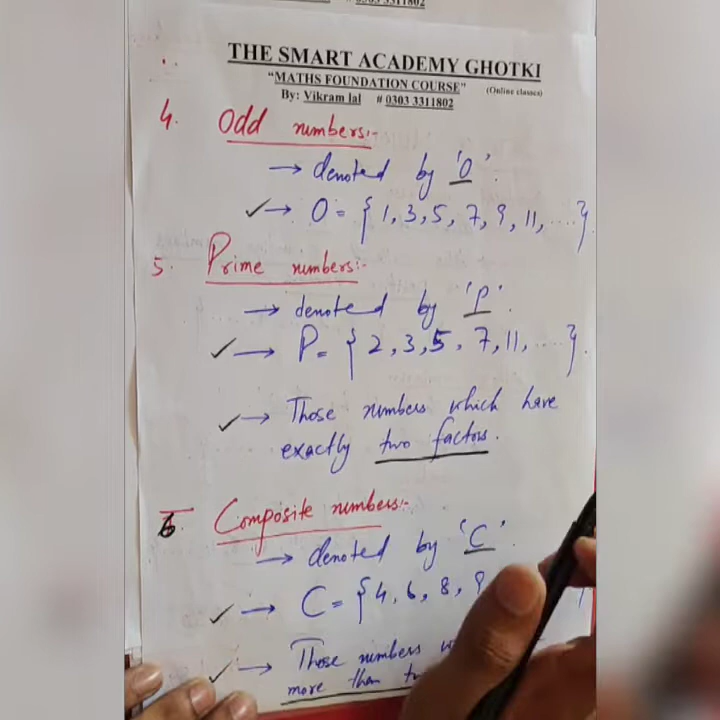 THE SMART ACADEMY GHOTKI
"MATHS FOUNDATION COURSE" (Online classes)
By: Vikram lal # 0303 3311802
4. Odd numbers:-
→ denoted by 'O'.
✓→ O = { 1, 3, 5, 7, 9, 11, ....}
5. Prime numbers:-
→ denoted by 'P'.
✓→ P = { 2, 3, 5, 7, 11, ....}.
✓→ Those numbers which have
exactly two factors.
6. Composite numbers:-
→ denoted by 'C'.
✓→ C = {4, 6, 8, 9 }
✓→ Those numbers
more than